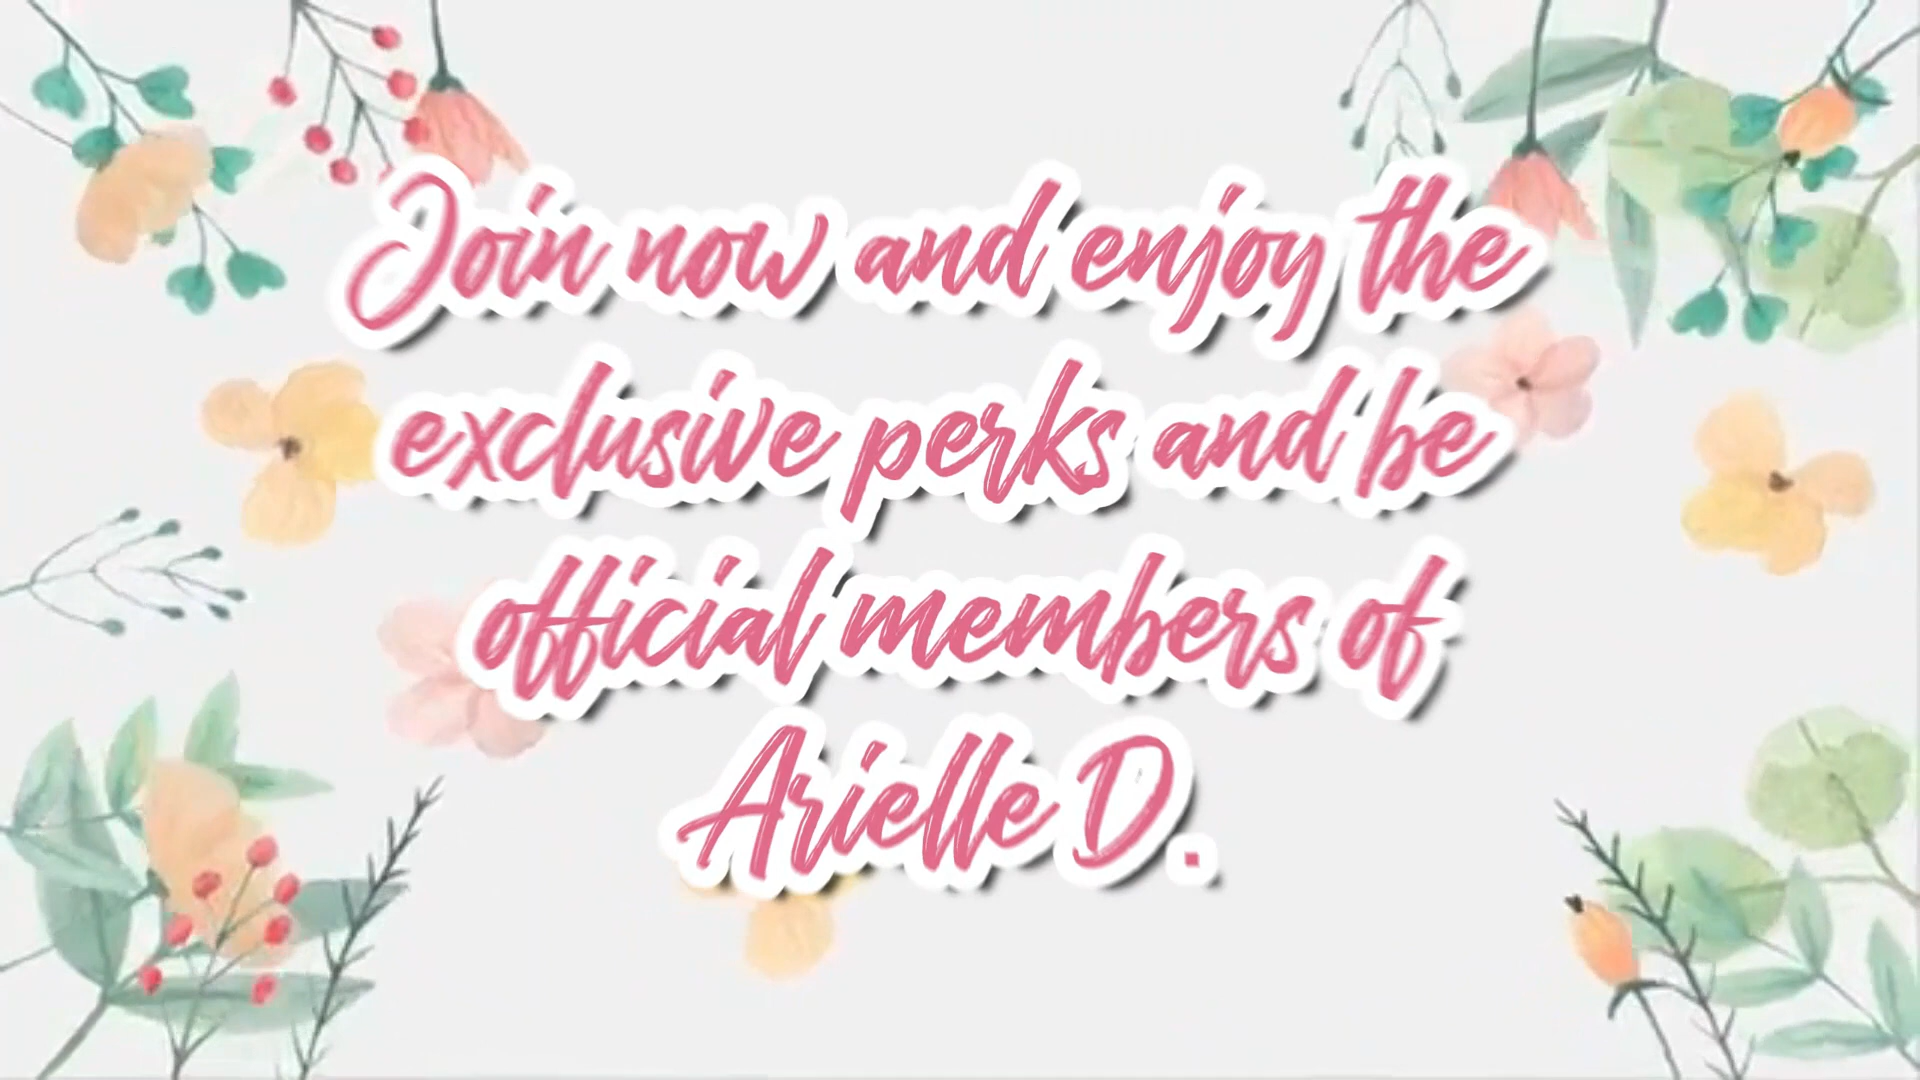 Join now and enjoy the
exclusive perks and be
official members of
Arielle D.